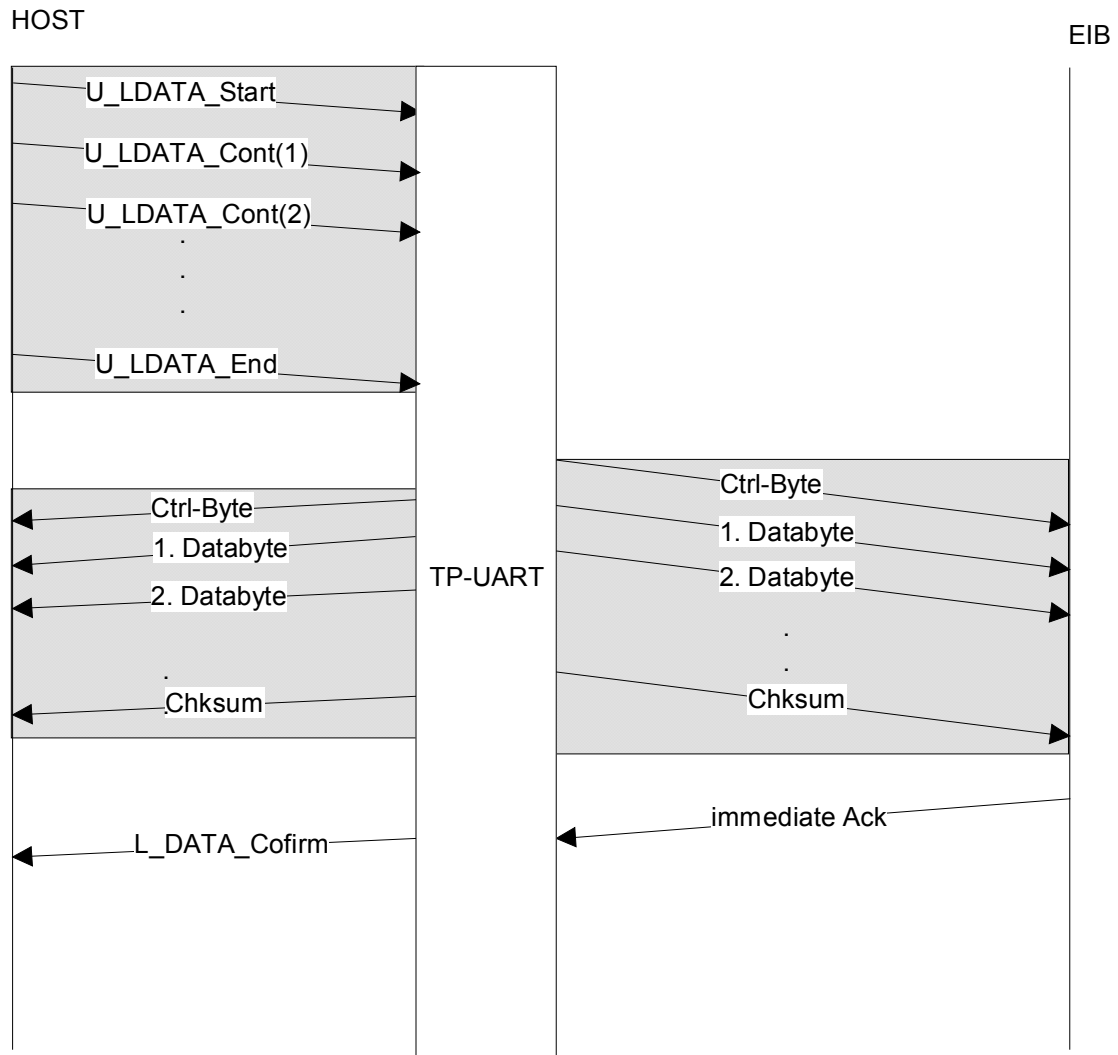 HOST
EIB
U_LDATA_Start
U_LDATA_Cont(1)
U_LDATA_Cont(2)
.
.
.
U_LDATA_End
Ctrl-Byte
1. Databyte
2. Databyte
.
.
Chksum
TP-UART
Ctrl-Byte
1. Databyte
2. Databyte
.
.
Chksum
immediate Ack
L_DATA_Cofirm